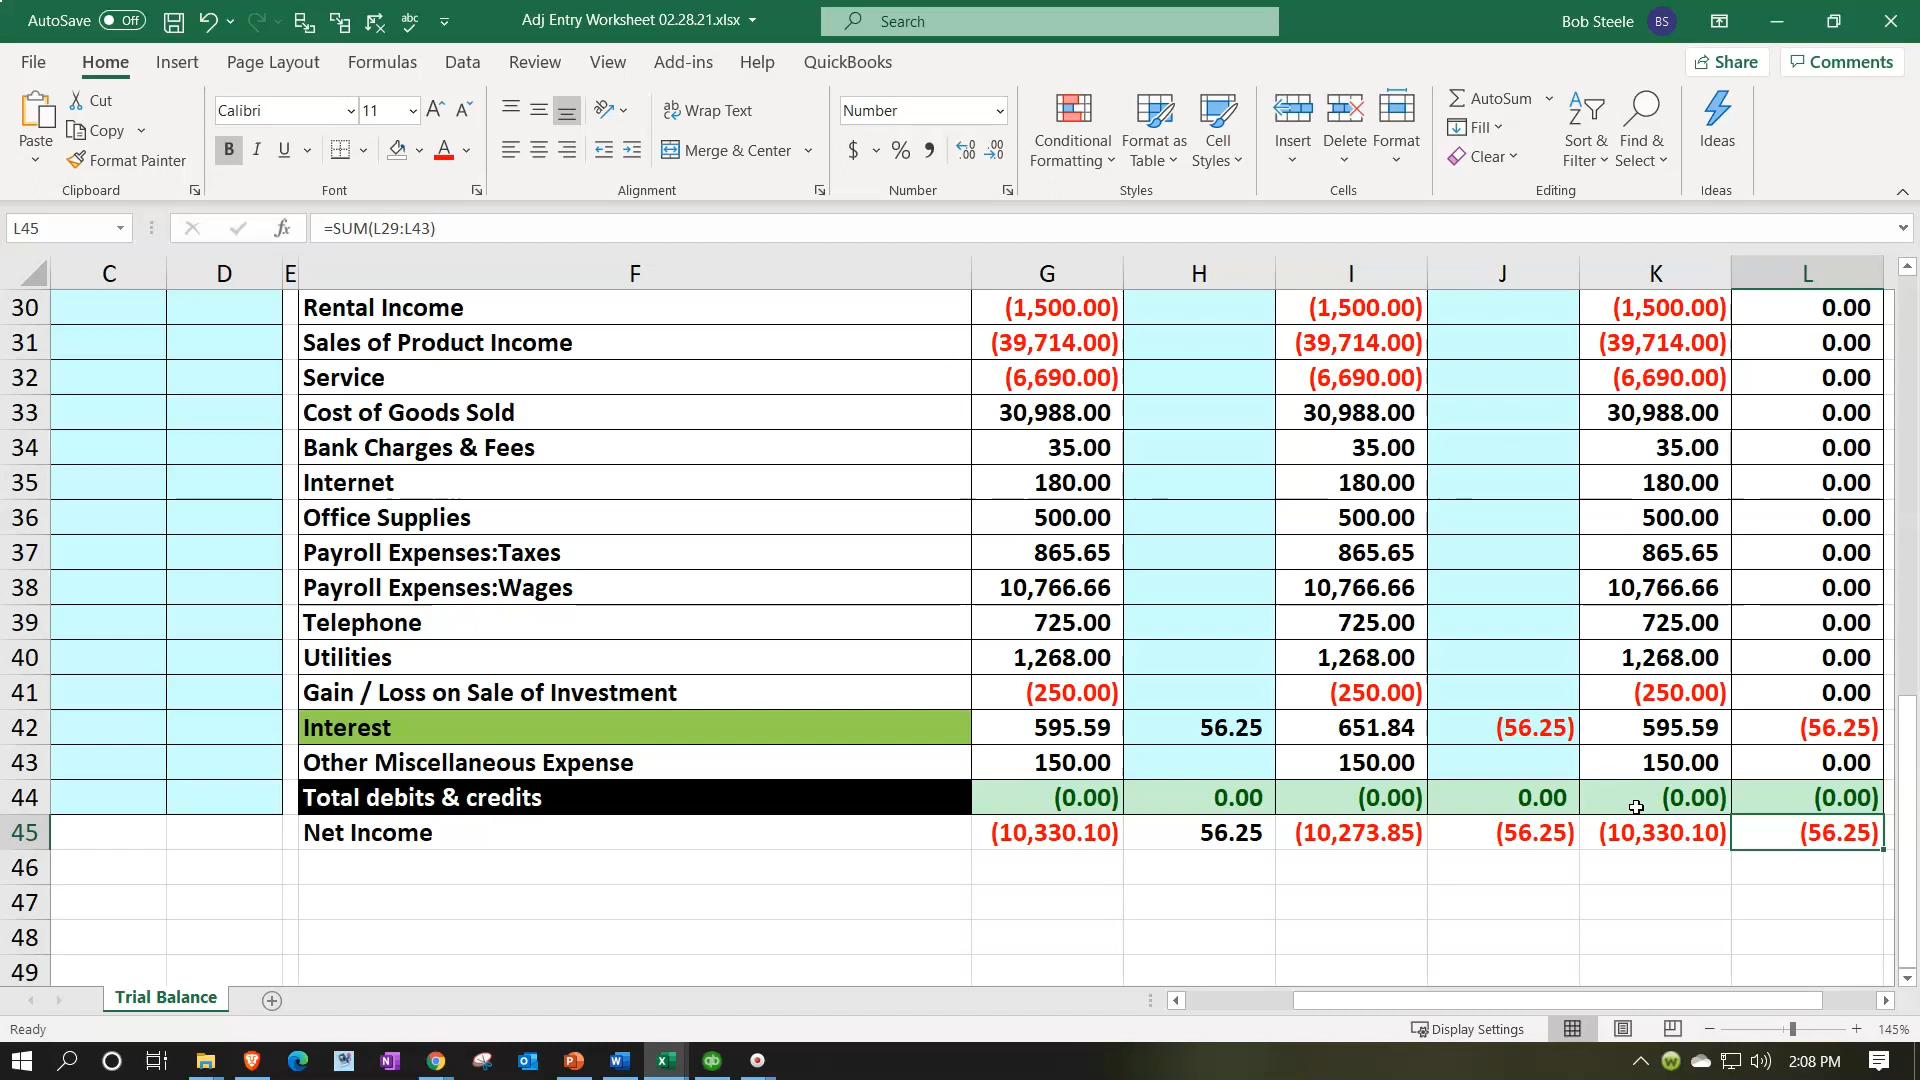 AutoSave Off
Adj Entry Worksheet 02.28.21.xlsx
Search
Bob Steele BS
File Home Insert Page Layout Formulas Data Review View Add-ins Help QuickBooks Share Comments
Paste Cut Copy Format Painter
Calibri 11 B I U A
Wrap Text Merge & Center
Number $ % 9
Conditional Formatting Format as Table Cell Styles
Insert Delete Format
AutoSum Fill Clear Sort & Filter Find & Select Ideas
Clipboard Font Alignment Number Styles Cells Editing Ideas
L45 fx =SUM(L29:L43)
C D E F G H I J K L
30 Rental Income (1,500.00) (1,500.00) (1,500.00) 0.00
31 Sales of Product Income (39,714.00) (39,714.00) (39,714.00) 0.00
32 Service (6,690.00) (6,690.00) (6,690.00) 0.00
33 Cost of Goods Sold 30,988.00 30,988.00 30,988.00 0.00
34 Bank Charges & Fees 35.00 35.00 35.00 0.00
35 Internet 180.00 180.00 180.00 0.00
36 Office Supplies 500.00 500.00 500.00 0.00
37 Payroll Expenses:Taxes 865.65 865.65 865.65 0.00
38 Payroll Expenses:Wages 10,766.66 10,766.66 10,766.66 0.00
39 Telephone 725.00 725.00 725.00 0.00
40 Utilities 1,268.00 1,268.00 1,268.00 0.00
41 Gain / Loss on Sale of Investment (250.00) (250.00) (250.00) 0.00
42 Interest 595.59 56.25 651.84 (56.25) 595.59 (56.25)
43 Other Miscellaneous Expense 150.00 150.00 150.00 0.00
44 Total debits & credits (0.00) 0.00 (0.00) 0.00 (0.00) (0.00)
45 Net Income (10,330.10) 56.25 (10,273.85) (56.25) (10,330.10) (56.25)
46
47
48
49
Trial Balance
Ready Display Settings 145%
2:08 PM